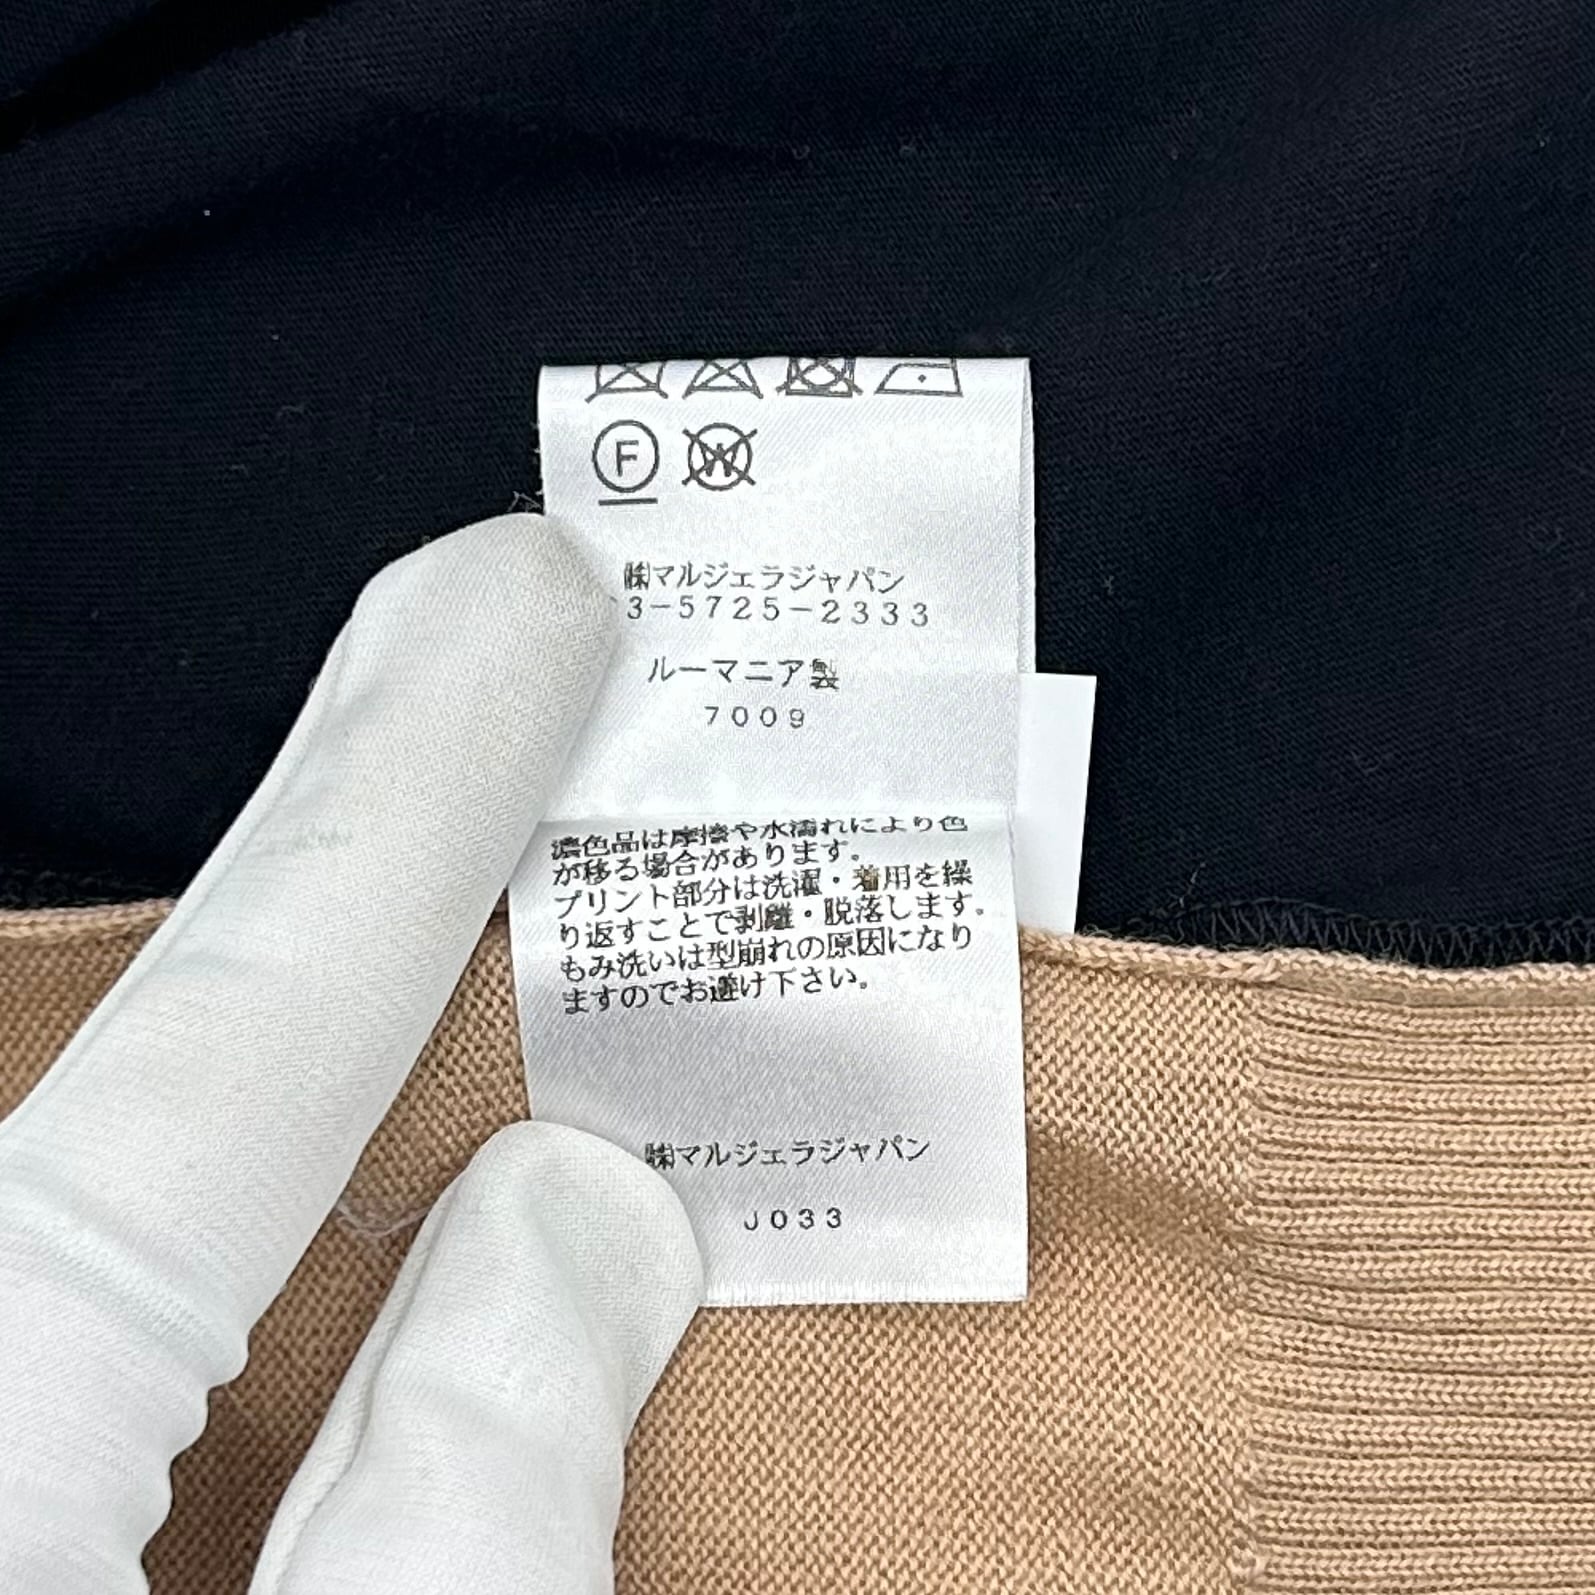 F
W
㈱マルジェラジャパン
3-5725-2333
ルーマニア製
7009
濃色品は摩擦や水濡れにより色
が移る場合があります。
プリント部分は洗濯・着用を繰
り返すことで剥離・脱落します。
もみ洗いは型崩れの原因になり
ますのでお避け下さい。
㈱マルジェラジャパン
J033